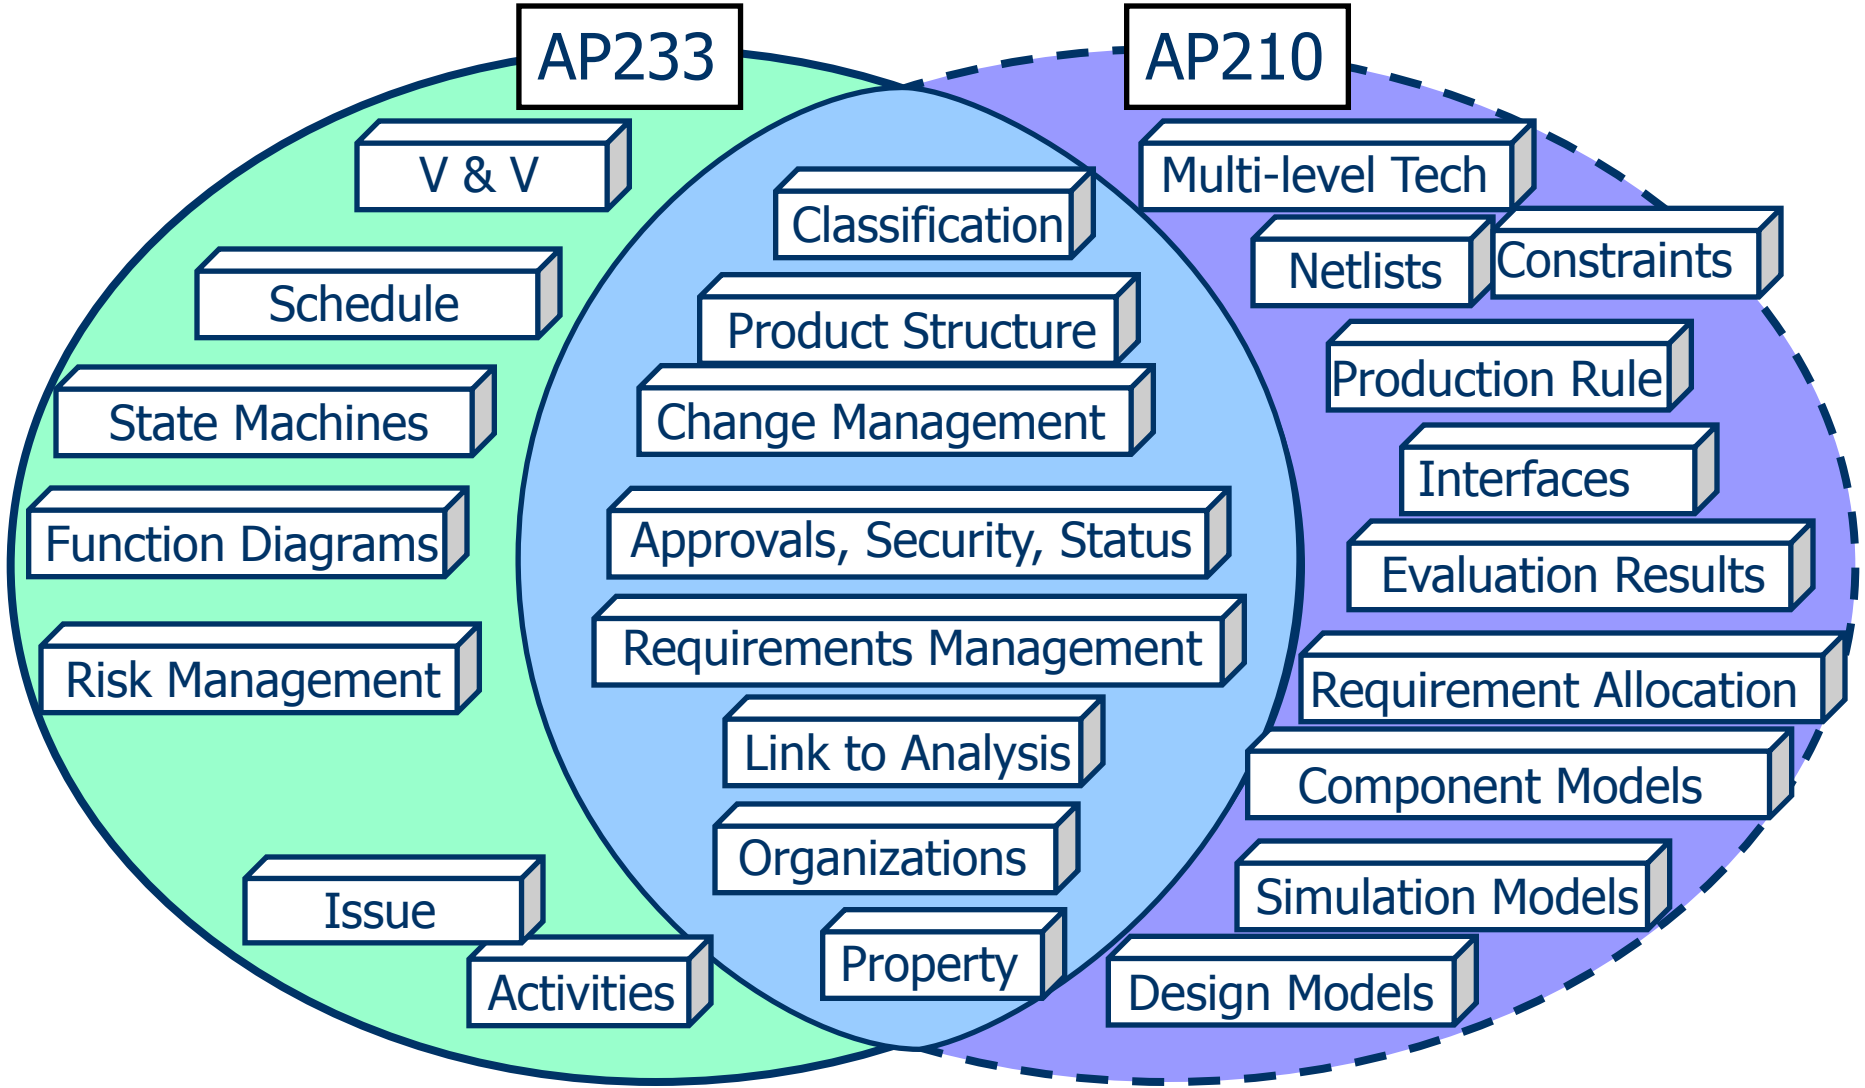 AP233
AP210
V & V
Schedule
State Machines
Function Diagrams
Risk Management
Issue
Activities
Classification
Product Structure
Change Management
Approvals, Security, Status
Requirements Management
Link to Analysis
Organizations
Property
Multi-level Tech
Netlists
Constraints
Production Rule
Interfaces
Evaluation Results
Requirement Allocation
Component Models
Simulation Models
Design Models